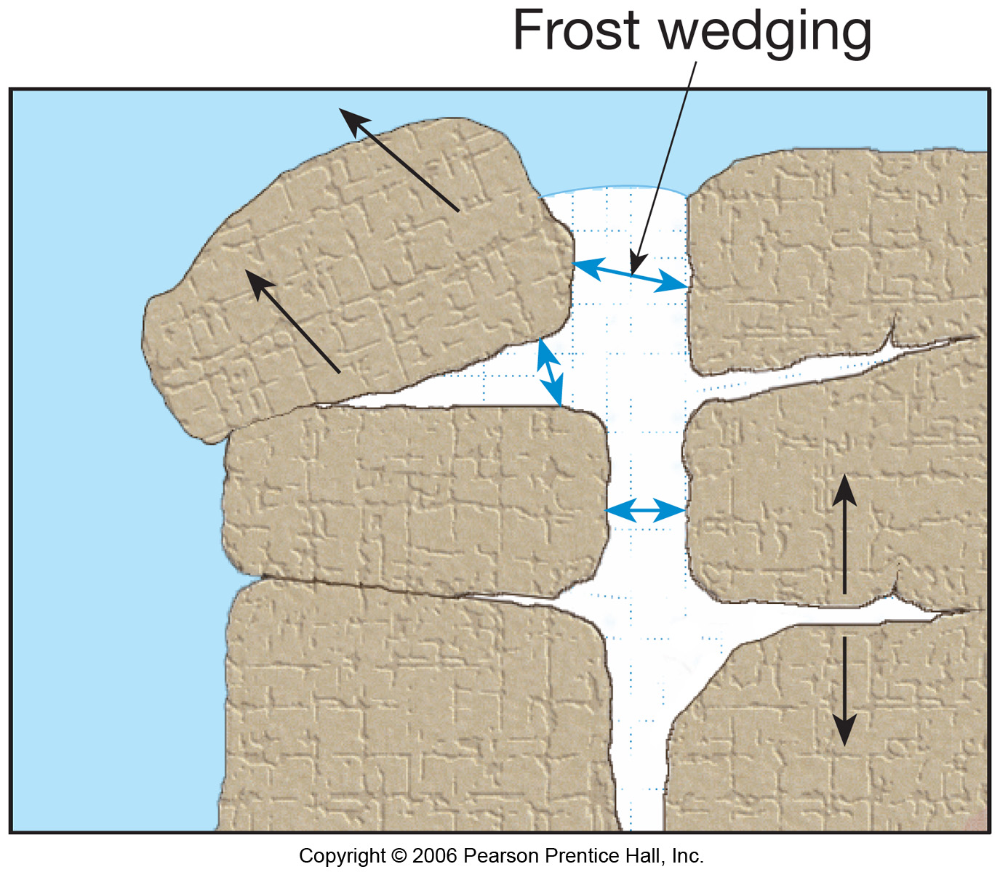 Frost wedging
Copyright © 2006 Pearson Prentice Hall, Inc.